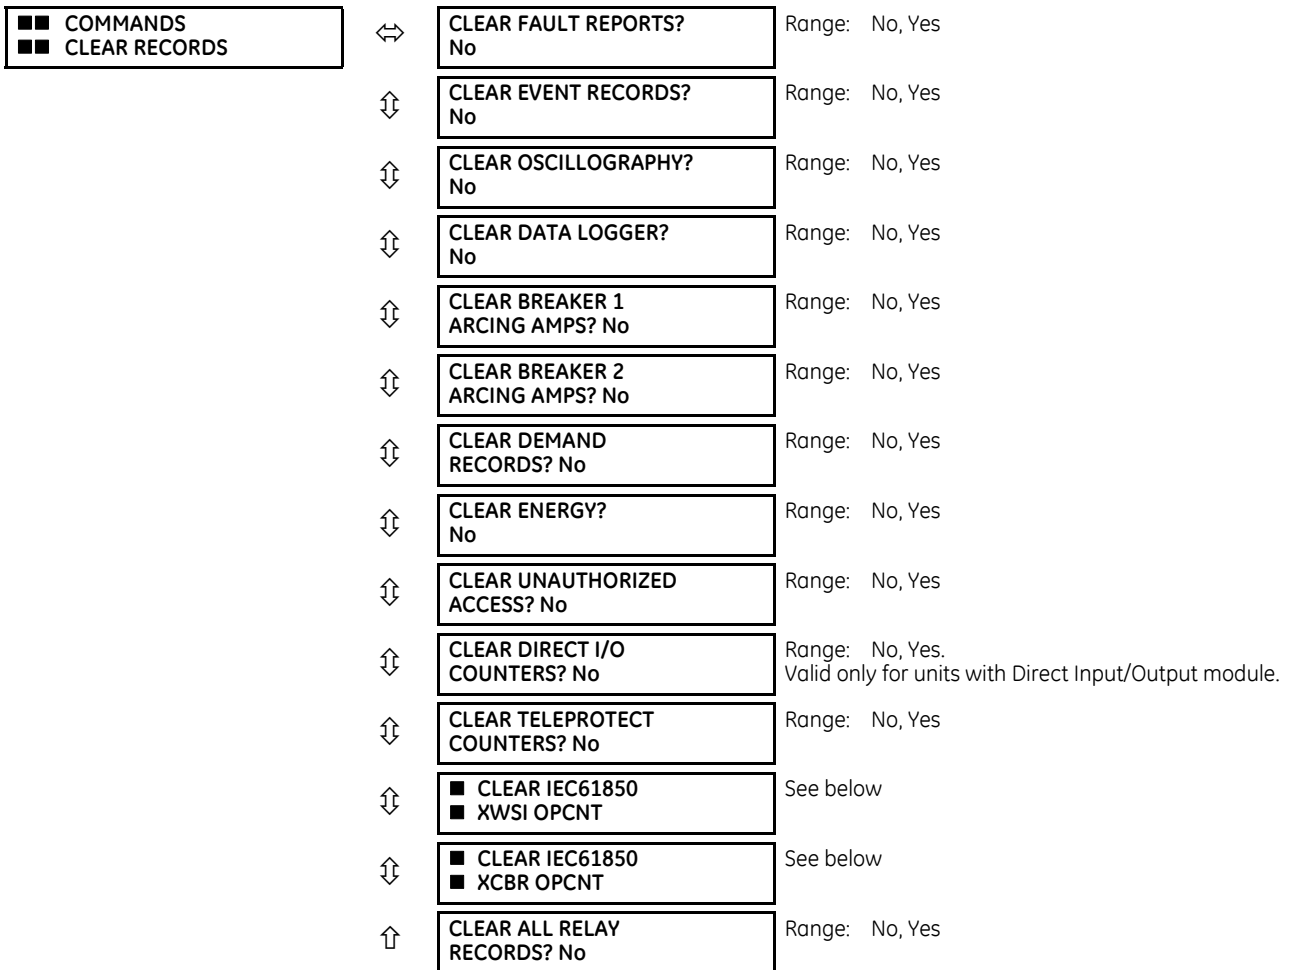 ■■ COMMANDS
■■ CLEAR RECORDS
CLEAR FAULT REPORTS?
No
Range: No, Yes
CLEAR EVENT RECORDS?
No
Range: No, Yes
CLEAR OSCILLOGRAPHY?
No
Range: No, Yes
CLEAR DATA LOGGER?
No
Range: No, Yes
CLEAR BREAKER 1
ARCING AMPS? No
Range: No, Yes
CLEAR BREAKER 2
ARCING AMPS? No
Range: No, Yes
CLEAR DEMAND
RECORDS? No
Range: No, Yes
CLEAR ENERGY?
No
Range: No, Yes
CLEAR UNAUTHORIZED
ACCESS? No
Range: No, Yes
CLEAR DIRECT I/O
COUNTERS? No
Range: No, Yes.
Valid only for units with Direct Input/Output module.
CLEAR TELEPROTECT
COUNTERS? No
Range: No, Yes
■ CLEAR IEC61850
■ XWSI OPCNT
See below
■ CLEAR IEC61850
■ XCBR OPCNT
See below
CLEAR ALL RELAY
RECORDS? No
Range: No, Yes